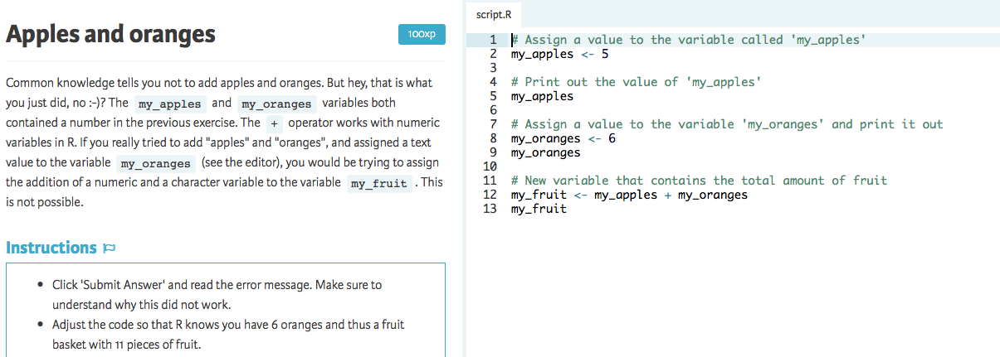 Apples and oranges
100xp
Common knowledge tells you not to add apples and oranges. But hey, that is what
you just did, no :-)? The my_apples and my_oranges variables both
contained a number in the previous exercise. The + operator works with numeric
variables in R. If you really tried to add "apples" and "oranges", and assigned a text
value to the variable my_oranges (see the editor), you would be trying to assign
the addition of a numeric and a character variable to the variable my_fruit . This
is not possible.
Instructions
• Click 'Submit Answer' and read the error message. Make sure to
understand why this did not work.
• Adjust the code so that R knows you have 6 oranges and thus a fruit
basket with 11 pieces of fruit.
script.R
1 # Assign a value to the variable called 'my_apples'
2 my_apples <- 5
3
4 # Print out the value of 'my_apples'
5 my_apples
6
7 # Assign a value to the variable 'my_oranges' and print it out
8 my_oranges <- 6
9 my_oranges
10
11 # New variable that contains the total amount of fruit
12 my_fruit <- my_apples + my_oranges
13 my_fruit